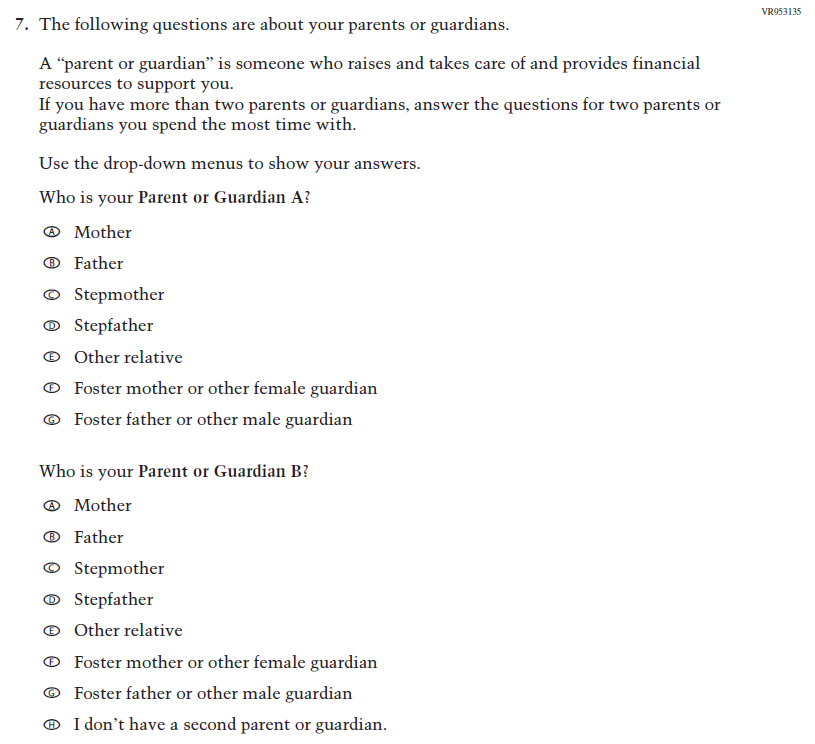 VR953135
7. The following questions are about your parents or guardians.
A “parent or guardian” is someone who raises and takes care of and provides financial
resources to support you.
If you have more than two parents or guardians, answer the questions for two parents or
guardians you spend the most time with.
Use the drop-down menus to show your answers.
Who is your Parent or Guardian A?
A Mother
B Father
C Stepmother
D Stepfather
E Other relative
F Foster mother or other female guardian
G Foster father or other male guardian
Who is your Parent or Guardian B?
A Mother
B Father
C Stepmother
D Stepfather
E Other relative
F Foster mother or other female guardian
G Foster father or other male guardian
H I don’t have a second parent or guardian.